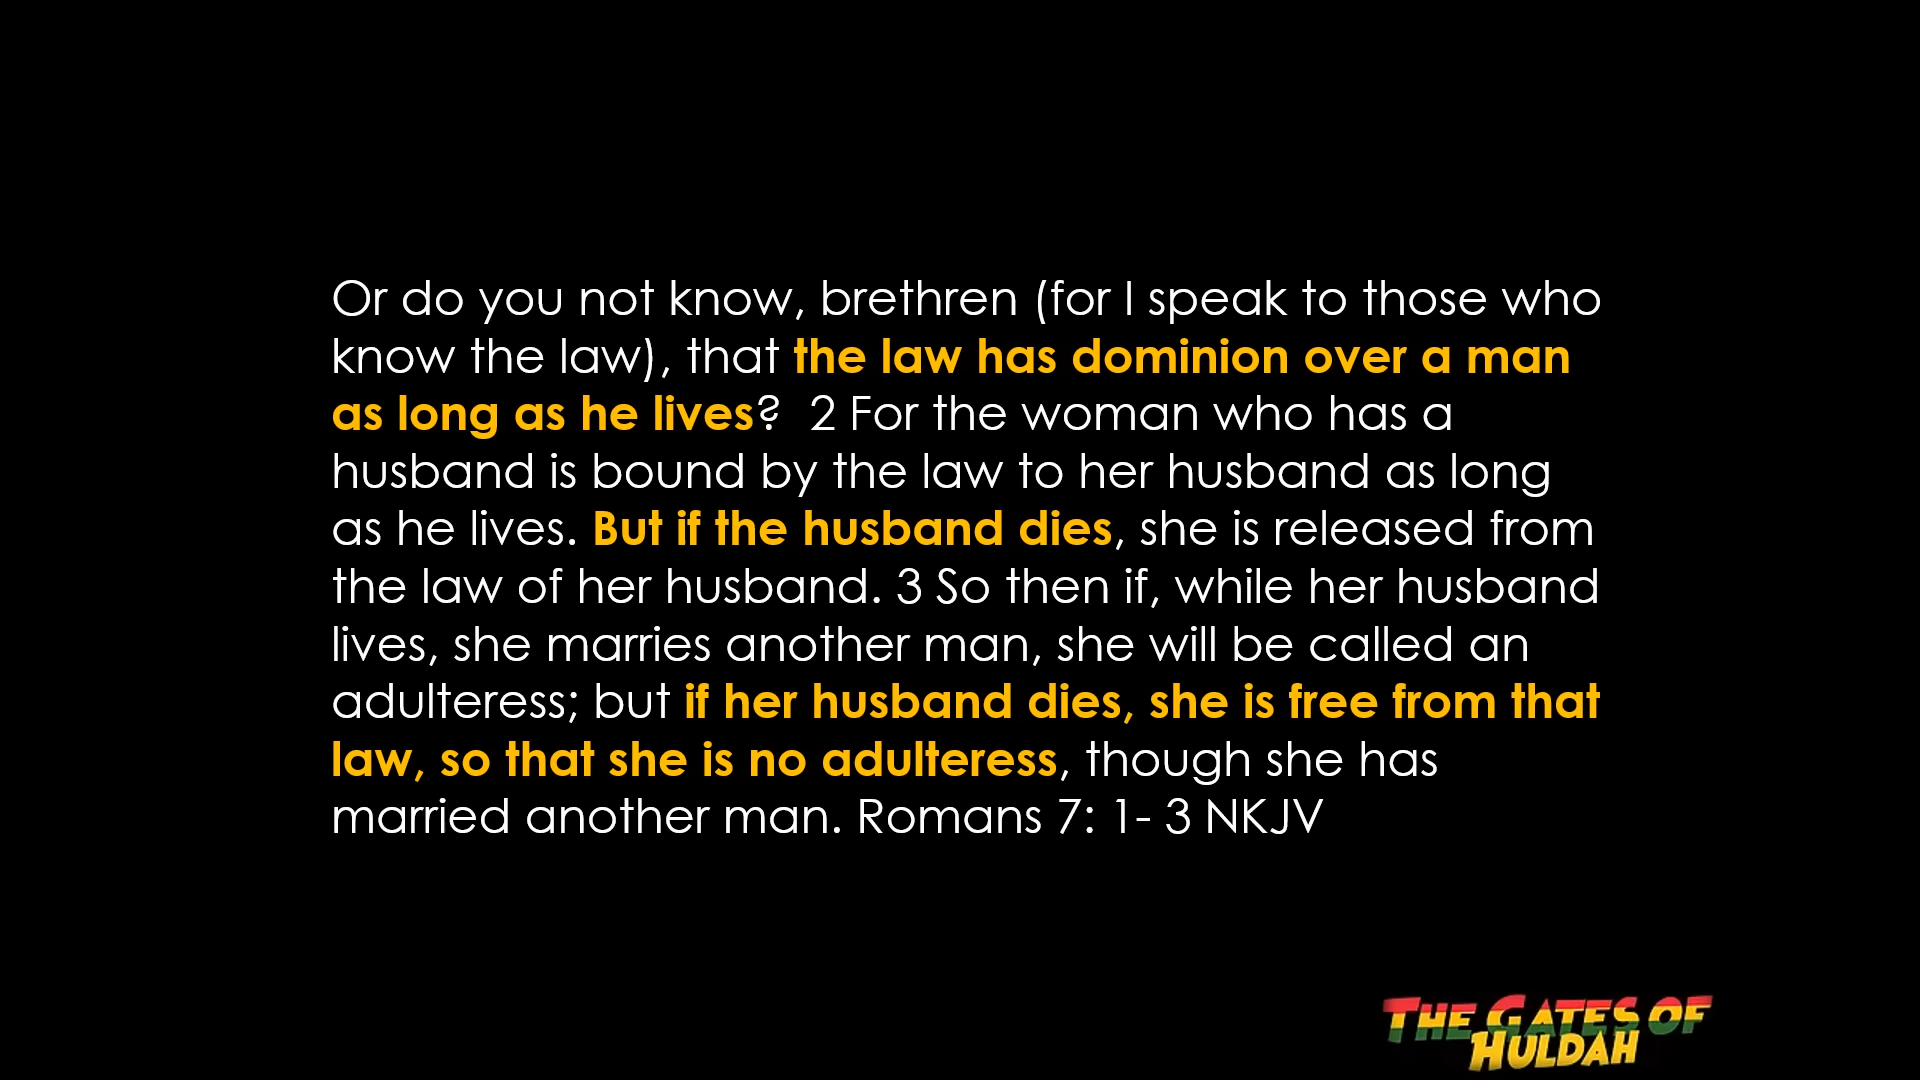 Or do you not know, brethren (for I speak to those who
know the law), that the law has dominion over a man
as long as he lives?  2 For the woman who has a
husband is bound by the law to her husband as long
as he lives. But if the husband dies, she is released from
the law of her husband. 3 So then if, while her husband
lives, she marries another man, she will be called an
adulteress; but if her husband dies, she is free from that
law, so that she is no adulteress, though she has
married another man. Romans 7: 1- 3 NKJV
THE GATES OF
HULDAH